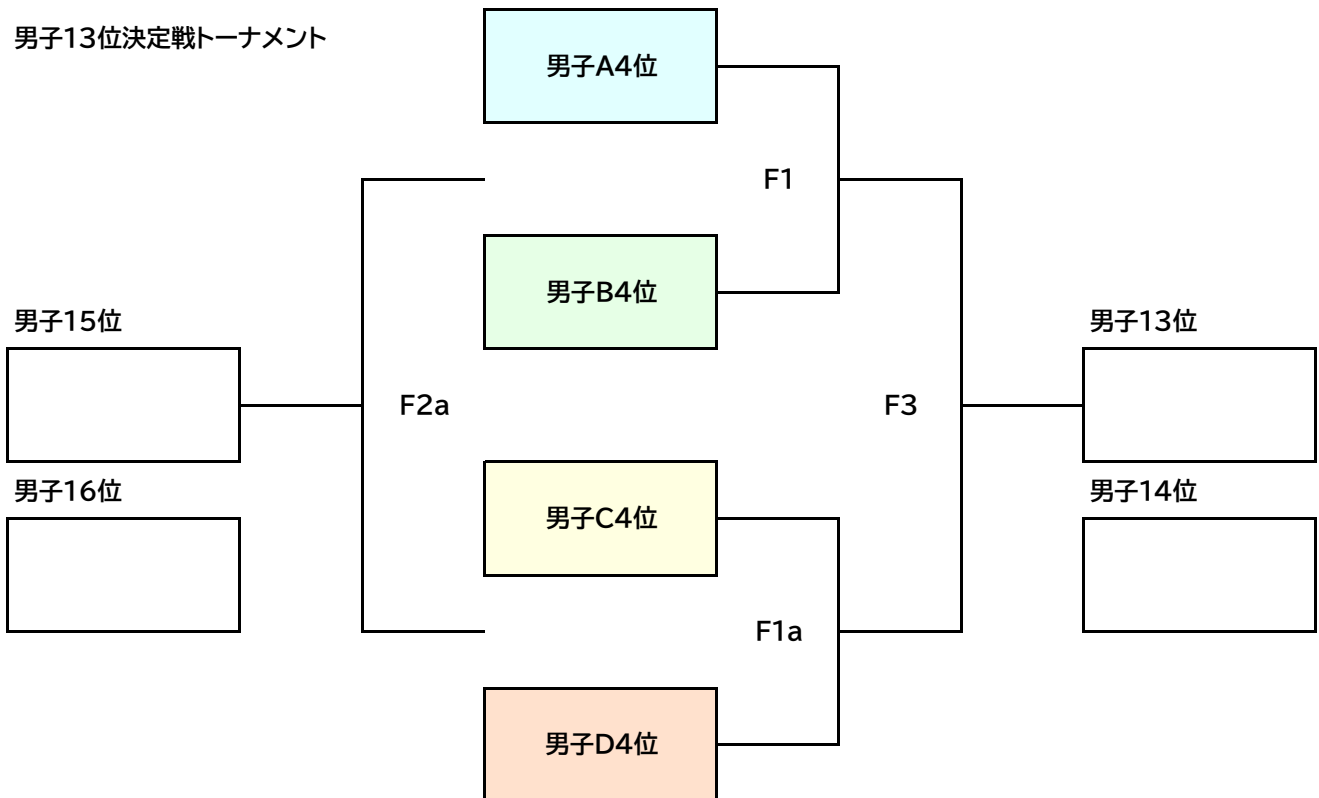 男子13位決定戦トーナメント
男子A4位
F1
男子B4位
男子15位
男子13位
F2a
F3
男子16位
男子14位
男子C4位
F1a
男子D4位